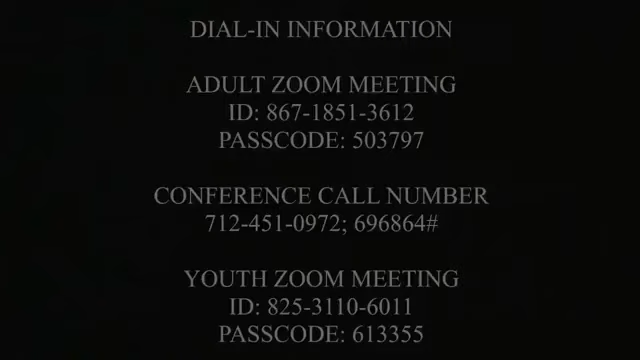 DIAL-IN INFORMATION
ADULT ZOOM MEETING
ID: 867-1851-3612
PASSCODE: 503797
CONFERENCE CALL NUMBER
712-451-0972; 696864#
YOUTH ZOOM MEETING
ID: 825-3110-6011
PASSCODE: 613355